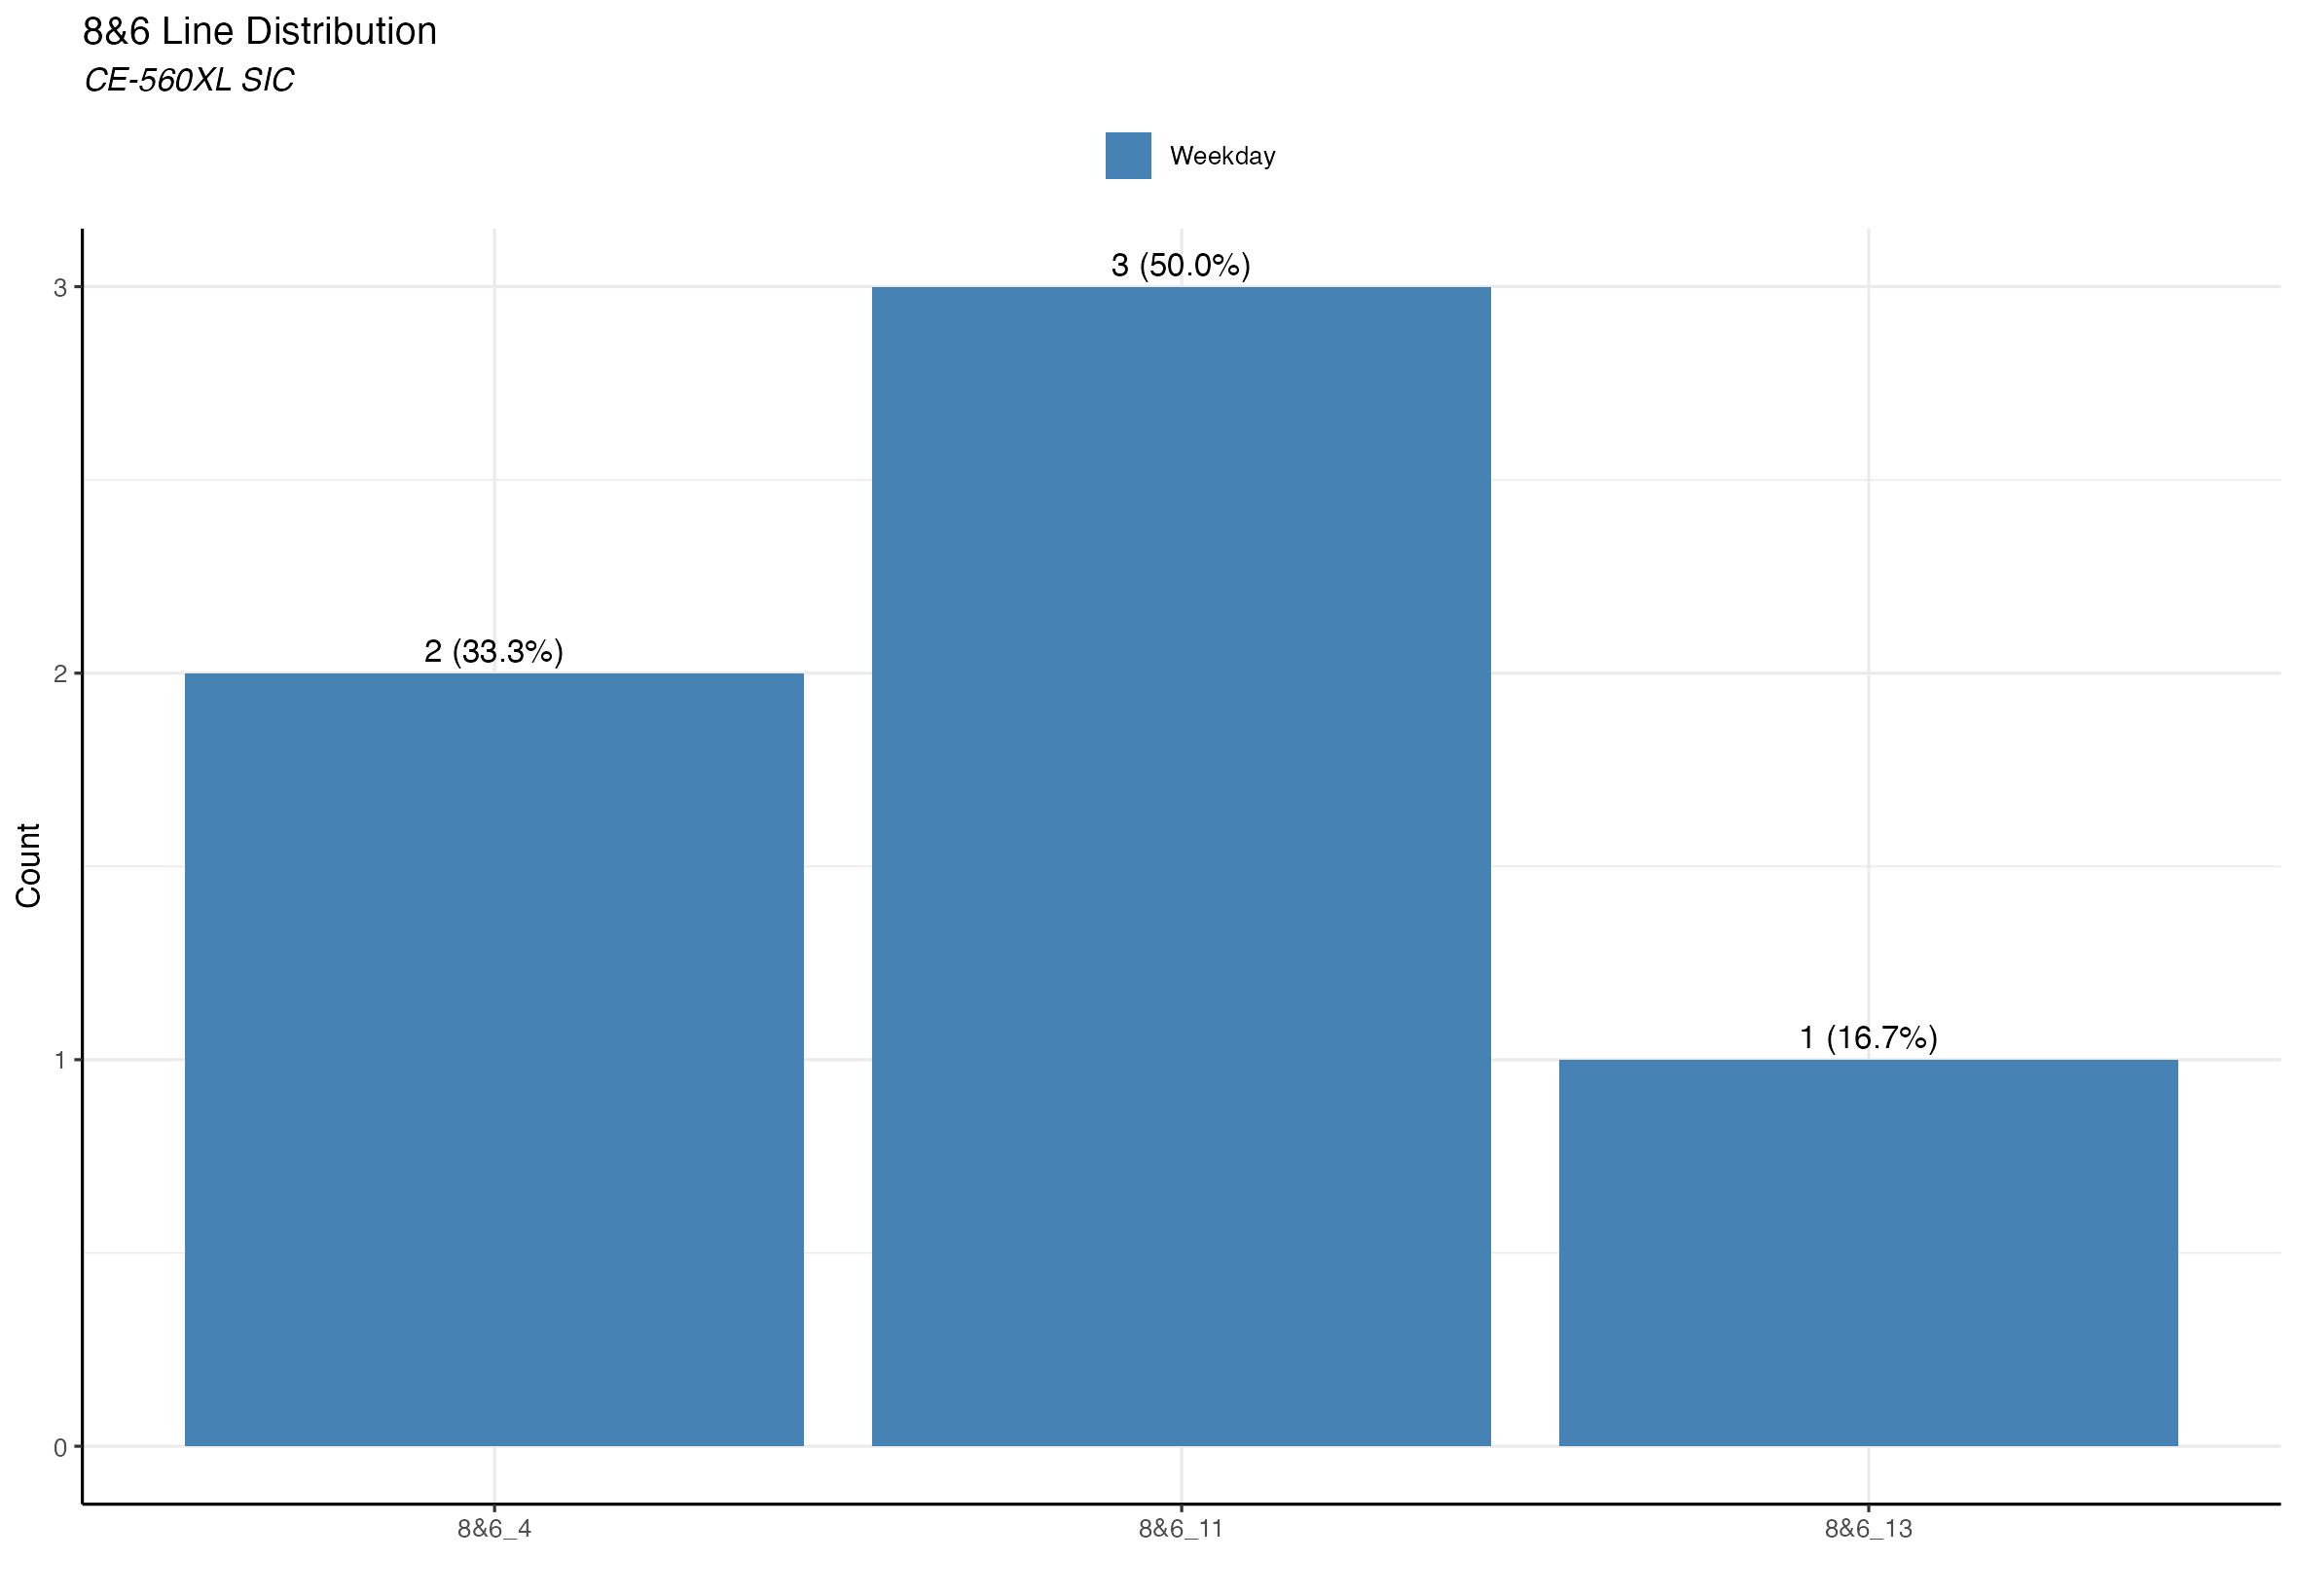 8&6 Line Distribution
CE-560XL SIC
Weekday
3 (50.0%)
3
2 (33.3%)
2
1 (16.7%)
1
Count
0
8&6_4
8&6_11
8&6_13